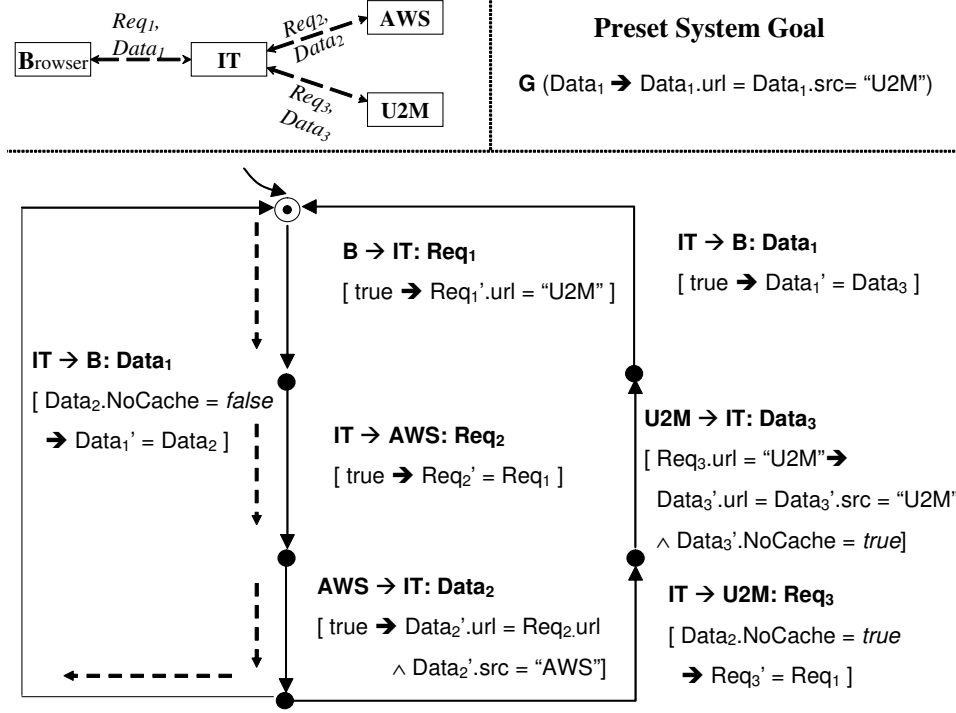 Req₁,
Data₁
Browser
IT
Req₂,
Data₂
AWS
Req₃,
Data₃
U2M
Preset System Goal
G (Data₁ ➔ Data₁.url = Data₁.src= “U2M”)
B → IT: Req₁
[ true ➔ Req₁’.url = “U2M” ]
IT → B: Data₁
[ true ➔ Data₁’ = Data₃ ]
IT → B: Data₁
[ Data₂.NoCache = false
➔ Data₁’ = Data₂ ]
IT → AWS: Req₂
[ true ➔ Req₂’ = Req₁ ]
U2M → IT: Data₃
[ Req₃.url = “U2M”➔
Data₃’.url = Data₃’.src = “U2M”
∧ Data₃’.NoCache = true]
AWS → IT: Data₂
[ true ➔ Data₂’.url = Req₂.url
∧ Data₂’.src = “AWS”]
IT → U2M: Req₃
[ Data₂.NoCache = true
➔ Req₃’ = Req₁ ]